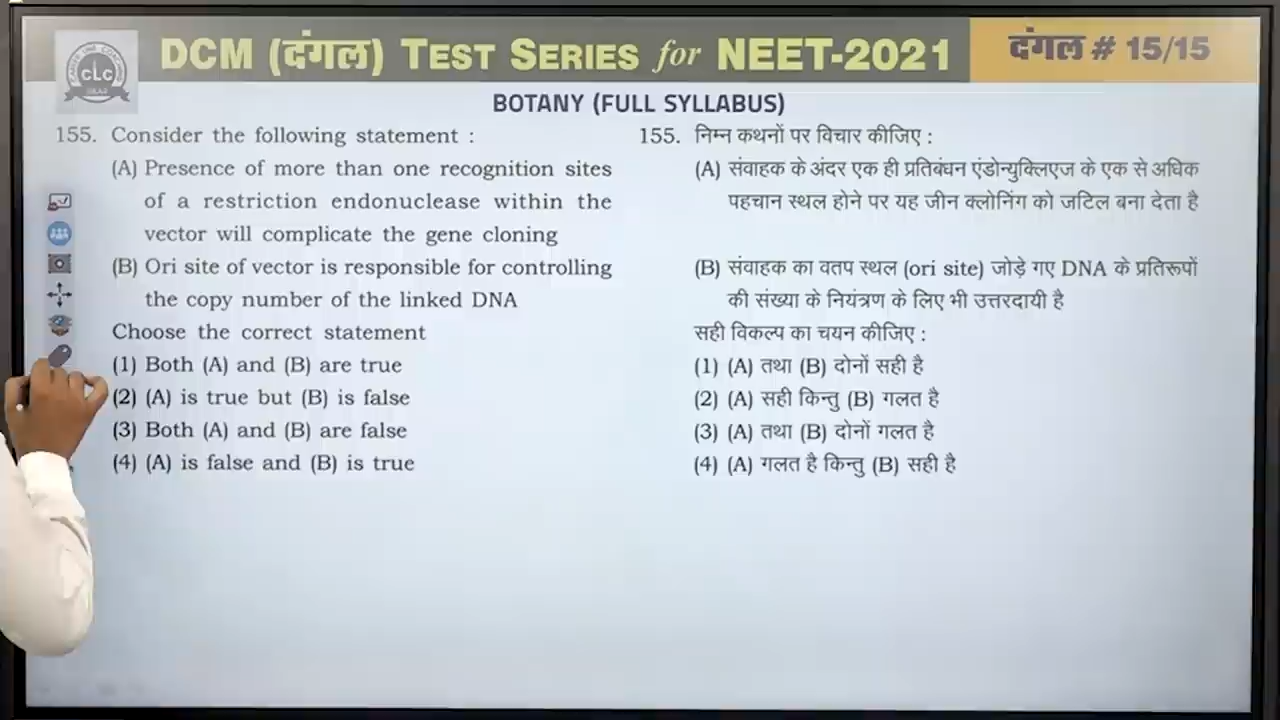 DCM (दंगल) TEST SERIES for NEET-2021
दंगल # 15/15
CLC
BOTANY (FULL SYLLABUS)
155. Consider the following statement :
(A) Presence of more than one recognition sites
of a restriction endonuclease within the
vector will complicate the gene cloning
(B) Ori site of vector is responsible for controlling
the copy number of the linked DNA
Choose the correct statement
(1) Both (A) and (B) are true
(2) (A) is true but (B) is false
(3) Both (A) and (B) are false
(4) (A) is false and (B) is true
155. निम्न कथनों पर विचार कीजिए :
(A) संवाहक के अंदर एक ही प्रतिबंधन एंडोन्युक्लिएज के एक से अधिक
पहचान स्थल होने पर यह जीन क्लोनिंग को जटिल बना देता है
(B) संवाहक का वतप स्थल (ori site) जोड़े गए DNA के प्रतिरूपों
की संख्या के नियंत्रण के लिए भी उत्तरदायी है
सही विकल्प का चयन कीजिए :
(1) (A) तथा (B) दोनों सही है
(2) (A) सही किन्तु (B) गलत है
(3) (A) तथा (B) दोनों गलत है
(4) (A) गलत है किन्तु (B) सही है